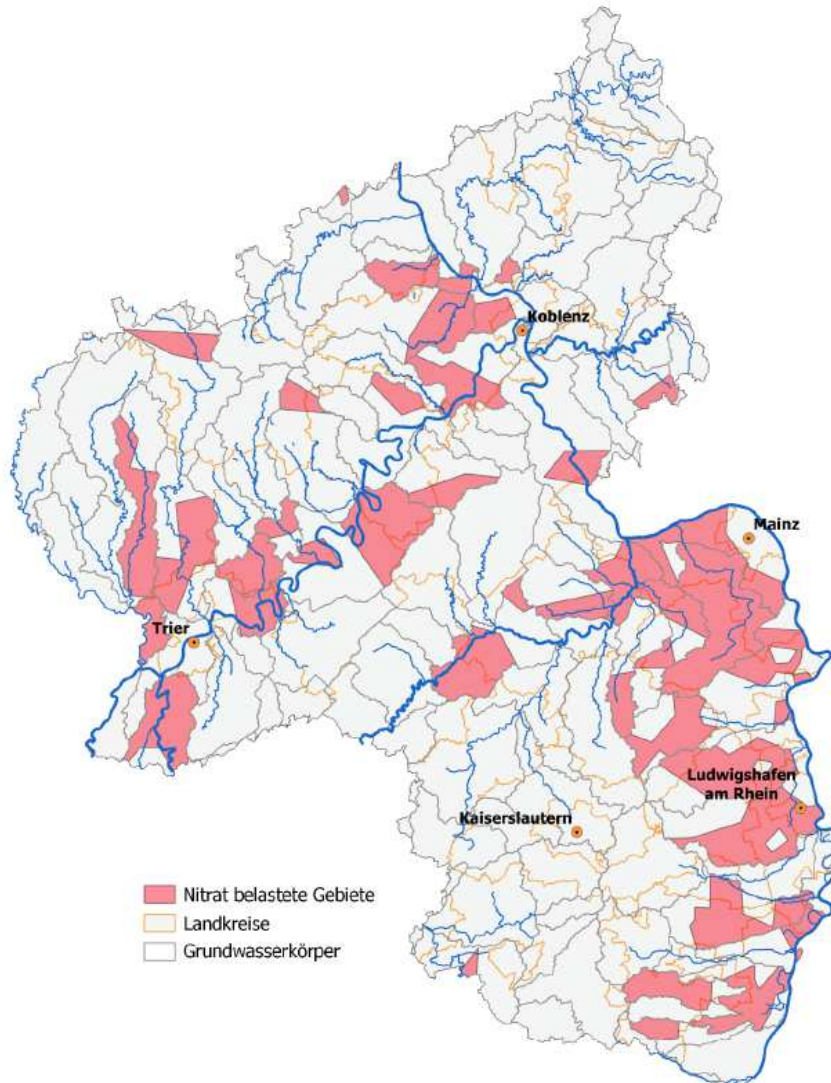 Koblenz
Mainz
Trier
Ludwigshafen
am Rhein
Kaiserslautern
Nitrat belastete Gebiete
Landkreise
Grundwasserkörper